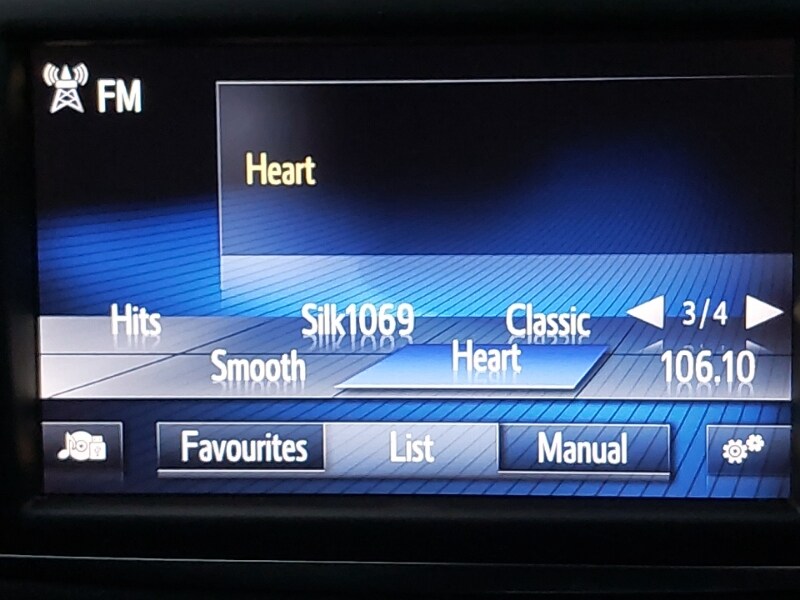 FM
Heart
Hits Silk1069 Classic 3/4
Smooth Heart 106.10
Favourites List Manual